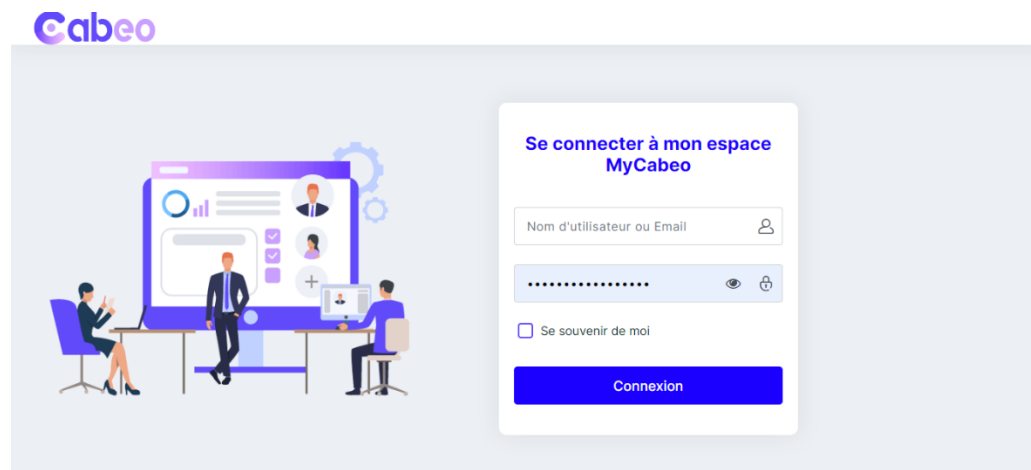 Cabeo
Se connecter à mon espace
MyCabeo
Nom d'utilisateur ou Email
•••••••••••••••••
Se souvenir de moi
Connexion